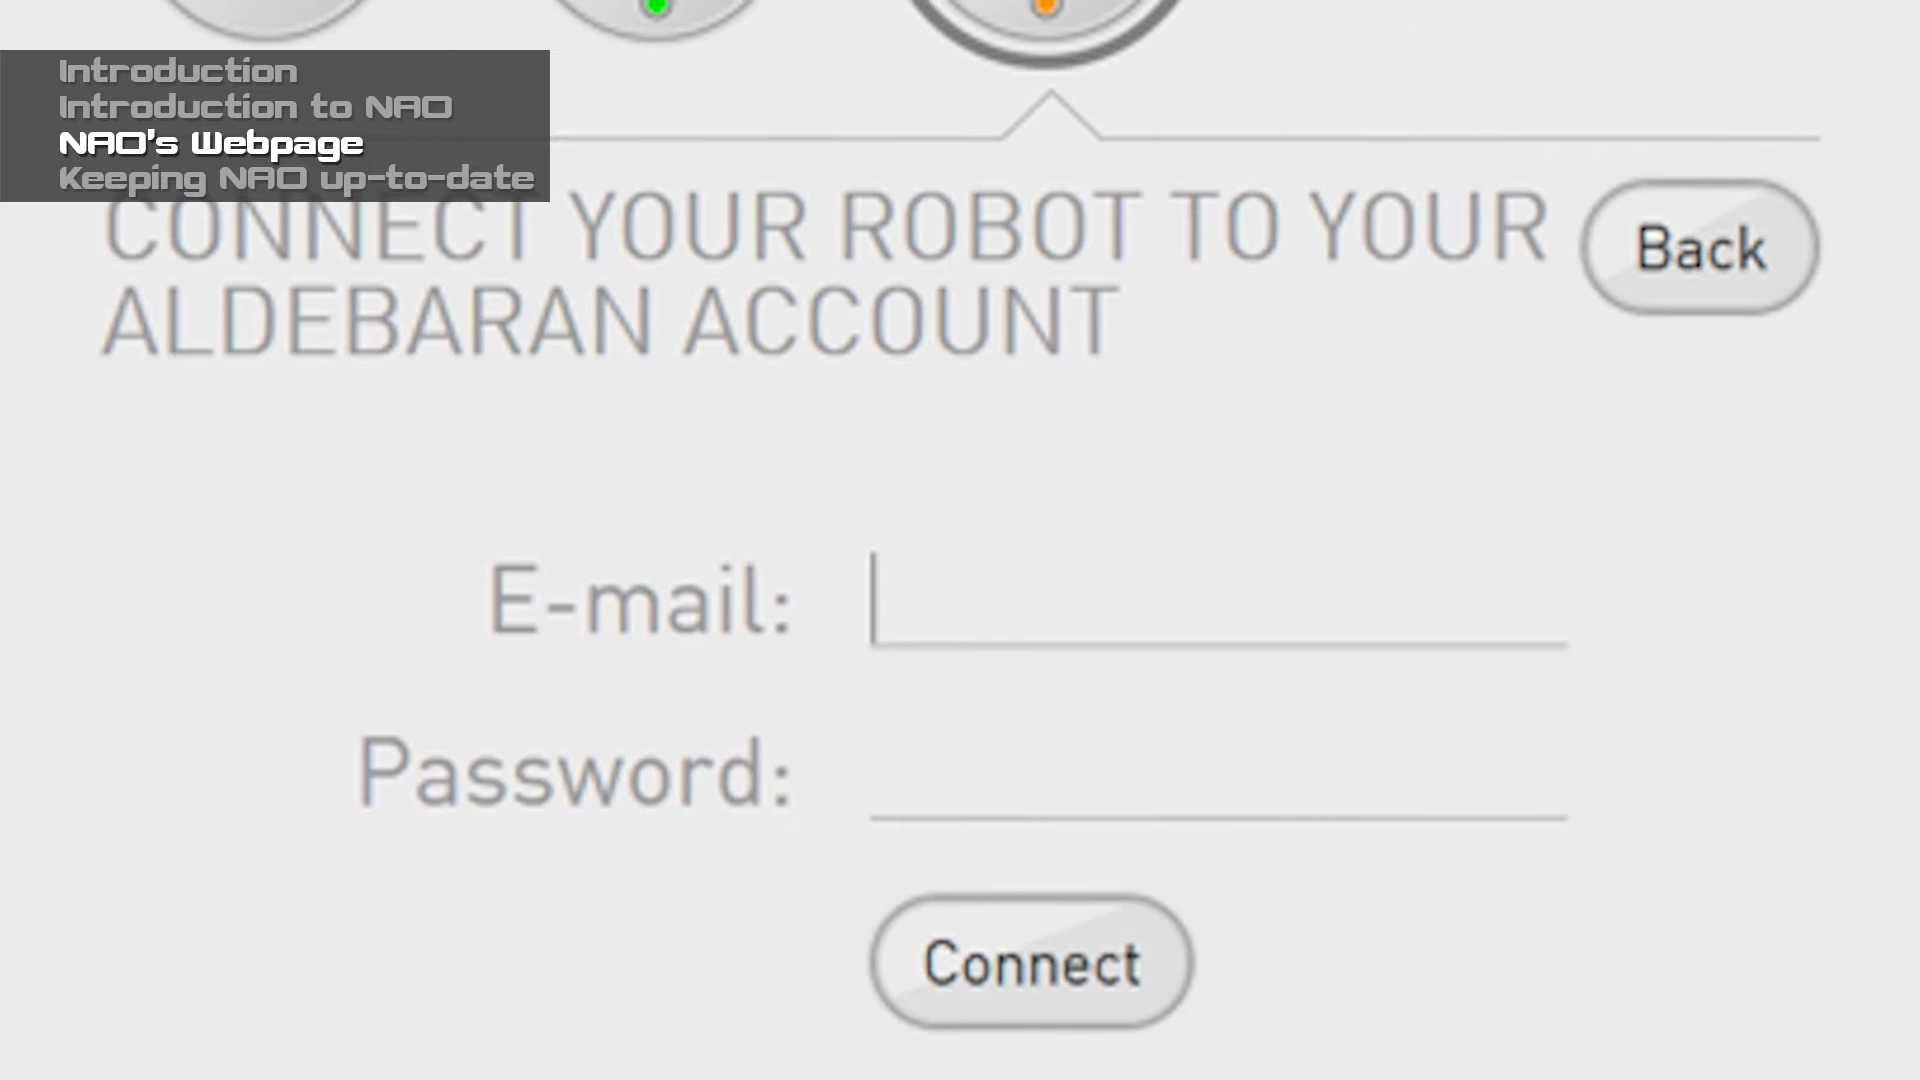 Introduction
Introduction to NAO
NAO's Webpage
Keeping NAO up-to-date
CONNECT YOUR ROBOT TO YOUR
ALDEBARAN ACCOUNT
Back
E-mail:
Password:
Connect